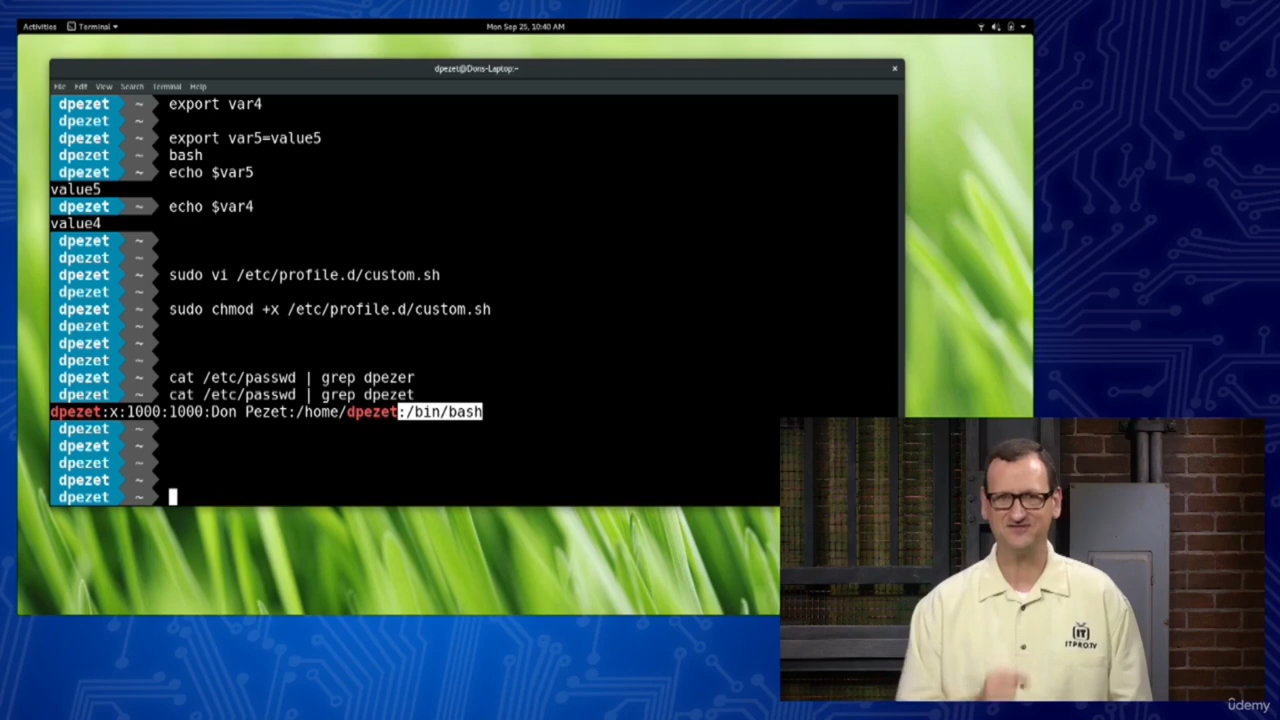 Activities Terminal Mon Sep 25, 10:40 AM
dpezet@Dons-Laptop:~
File Edit View Search Terminal Help
dpezet ~ export var4
dpezet ~
dpezet ~ export var5=value5
dpezet ~ bash
dpezet ~ echo $var5
value5
dpezet ~ echo $var4
value4
dpezet ~
dpezet ~
dpezet ~ sudo vi /etc/profile.d/custom.sh
dpezet ~
dpezet ~ sudo chmod +x /etc/profile.d/custom.sh
dpezet ~
dpezet ~
dpezet ~
dpezet ~ cat /etc/passwd | grep dpezer
dpezet ~ cat /etc/passwd | grep dpezet
dpezet:x:1000:1000:Don Pezet:/home/dpezet:/bin/bash
dpezet ~
dpezet ~
dpezet ~
dpezet ~
dpezet ~
IT
ITPRO.TV
ûdemy